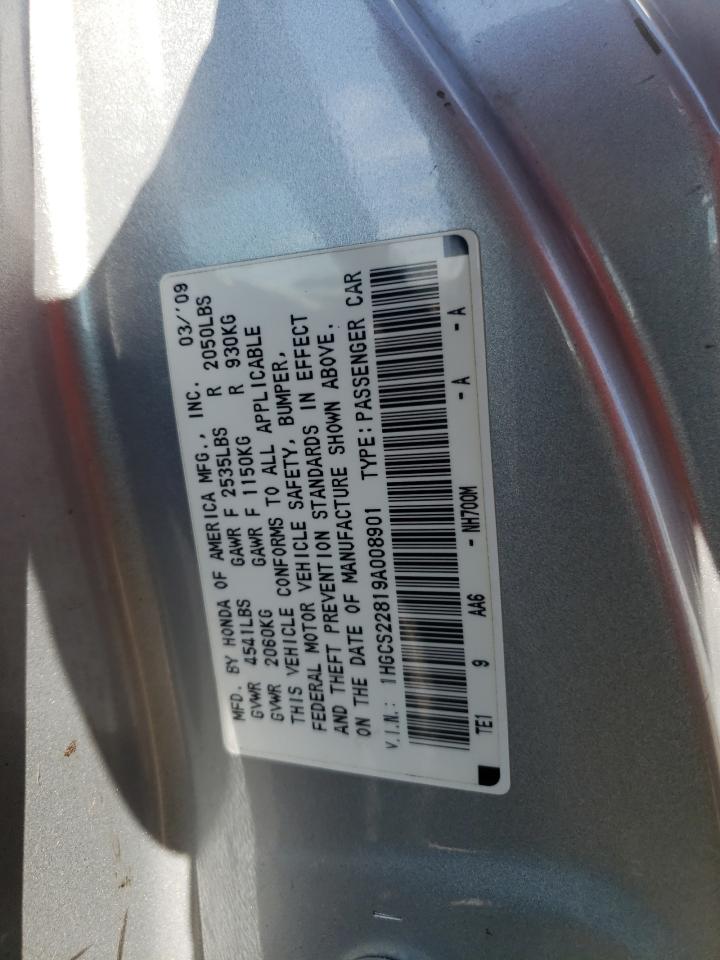 MFD. BY HONDA OF AMERICA MFG., INC. 03/'09
GVWR 4541LBS GAWR F 2535LBS R 2050LBS
GVWR 2060KG GAWR F 1150KG R 930KG
THIS VEHICLE CONFORMS TO ALL APPLICABLE
FEDERAL MOTOR VEHICLE SAFETY, BUMPER,
AND THEFT PREVENTION STANDARDS IN EFFECT
ON THE DATE OF MANUFACTURE SHOWN ABOVE.
V.I.N.: 1HGCS22819A008901 TYPE: PASSENGER CAR
TE1 9 AA6 - NH700M - A - A